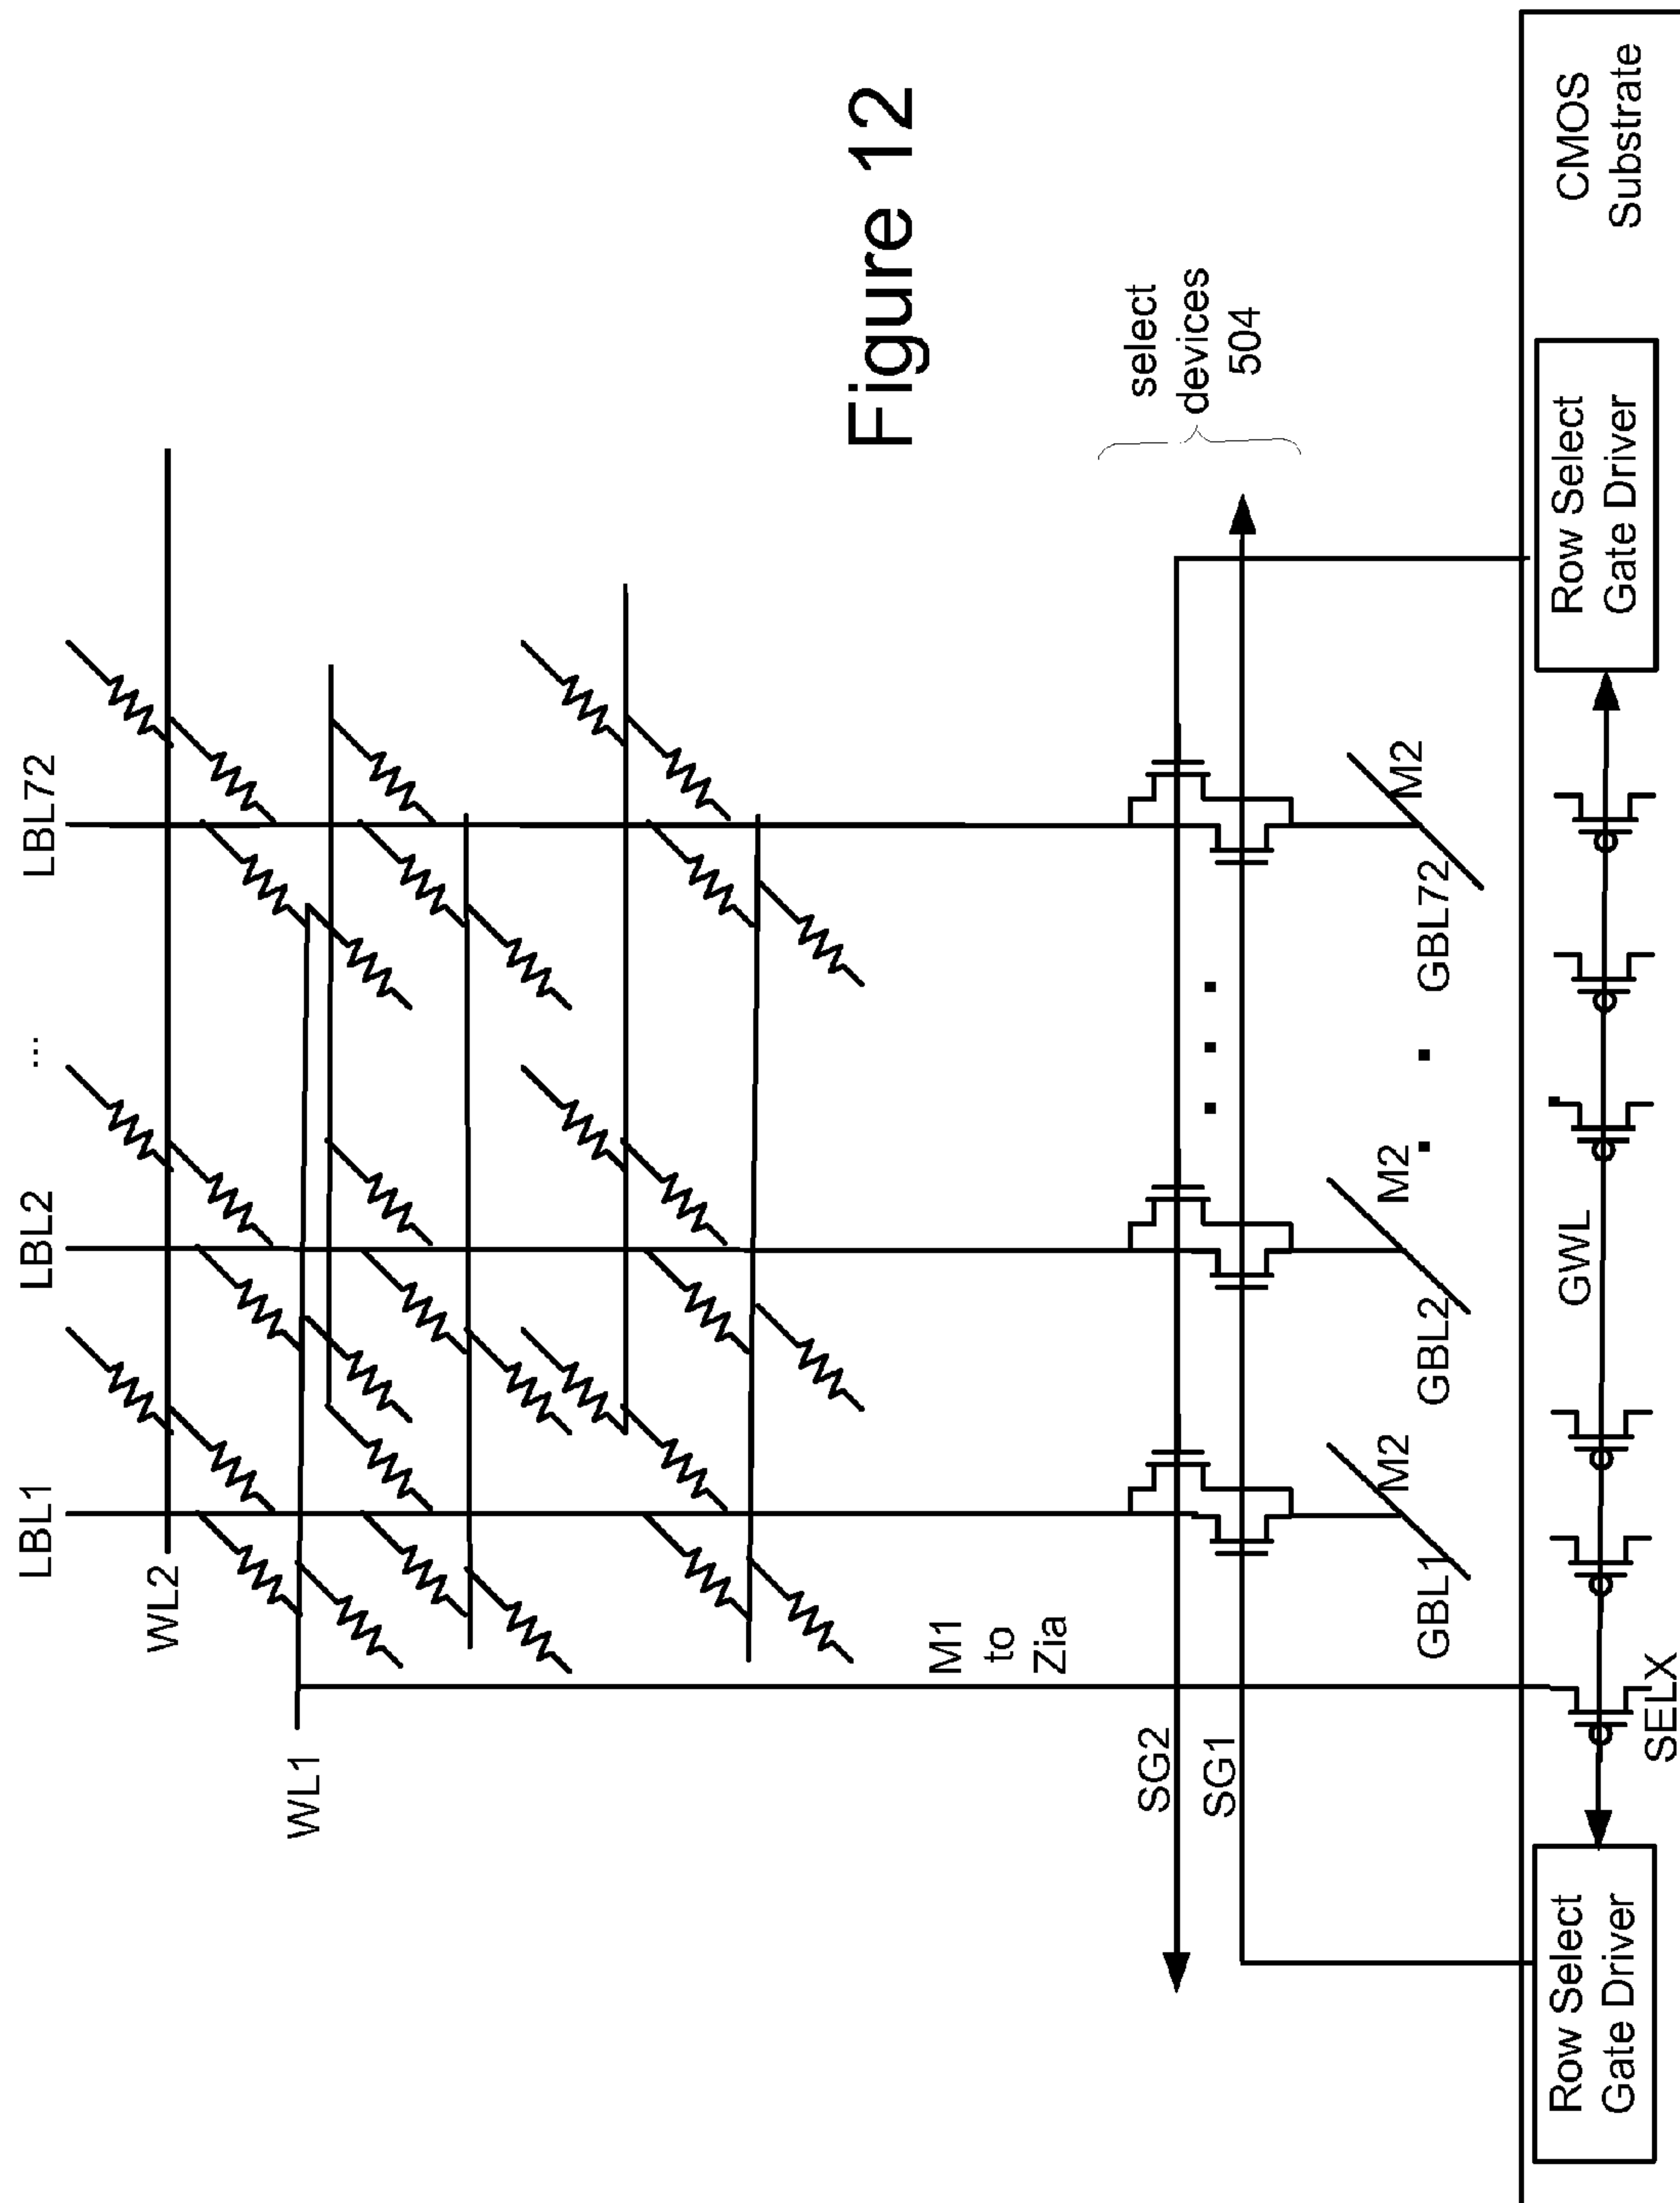 LBL1
LBL2
...
LBL72
WL2
WL1
M1
to
Zia
SG2
SG1
select
devices
504
Figure 12
M2
M2
M2
GBL1
GBL2
GBL72
GWL
SELX
Row Select
Gate Driver
Row Select
Gate Driver
CMOS
Substrate